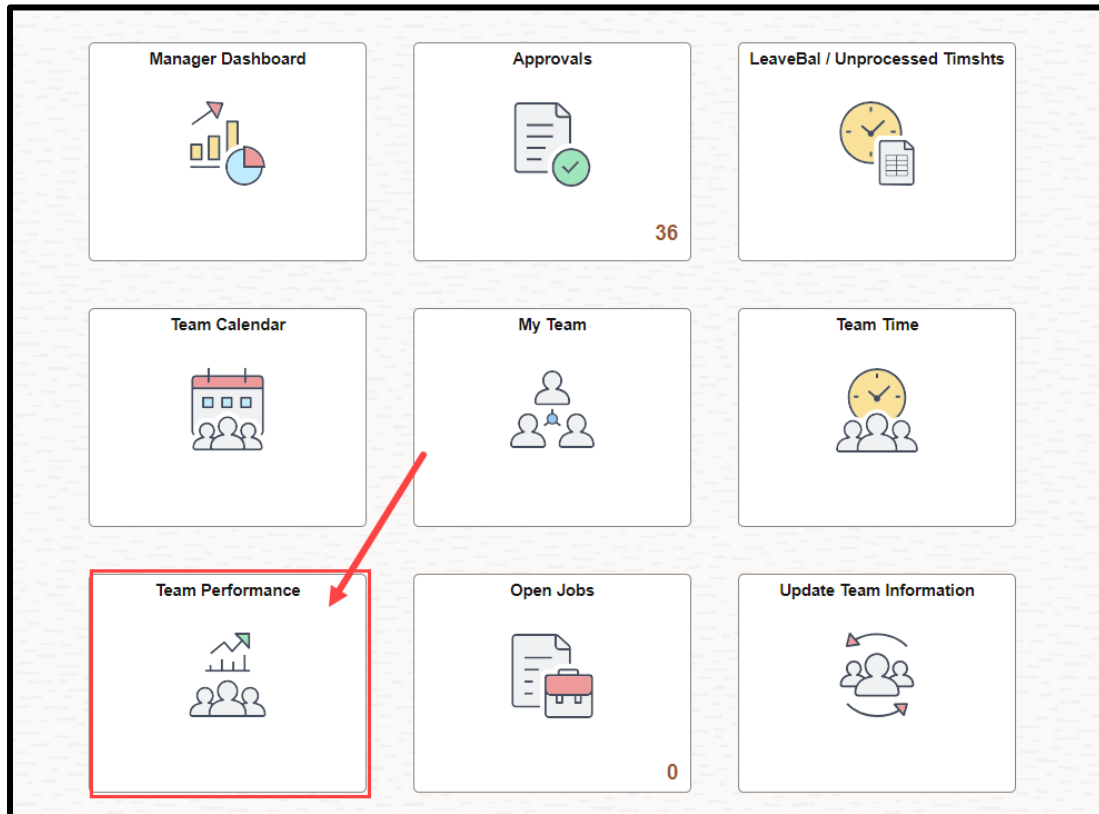 Manager Dashboard
Approvals
36
LeaveBal / Unprocessed Timshts
Team Calendar
My Team
Team Time
Team Performance
Open Jobs
0
Update Team Information